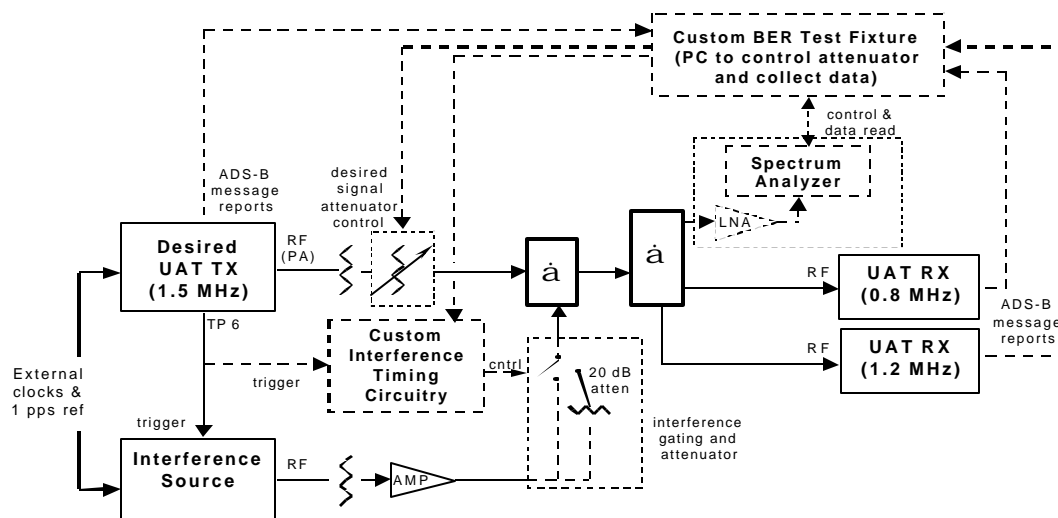 Custom BER Test Fixture
(PC to control attenuator
and collect data)
control &
data read
Spectrum
Analyzer
LNA
ADS-B
message
reports
desired
signal
attenuator
control
Desired
UAT TX
(1.5 MHz)
RF
(PA)
TP 6
ȧ
ȧ
RF
UAT RX
(0.8 MHz)
RF
UAT RX
(1.2 MHz)
ADS-B
message
reports
External
clocks &
1 pps ref
trigger
Custom
Interference
Timing
Circuitry
cntrl
20 dB
atten
interference
gating and
attenuator
trigger
Interference
Source
RF
AMP